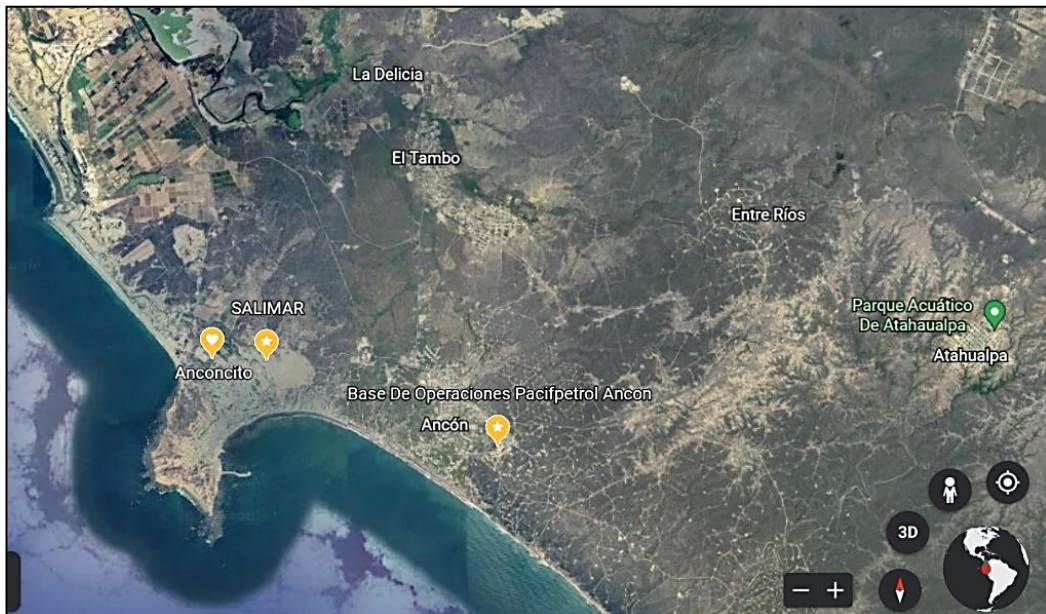 La Delicia
El Tambo
Entre Ríos
SALIMAR
Anconcito
Parque Acuático
De Atahaualpa
Atahualpa
Base De Operaciones Pacifpetrol Ancon
Ancón
3D